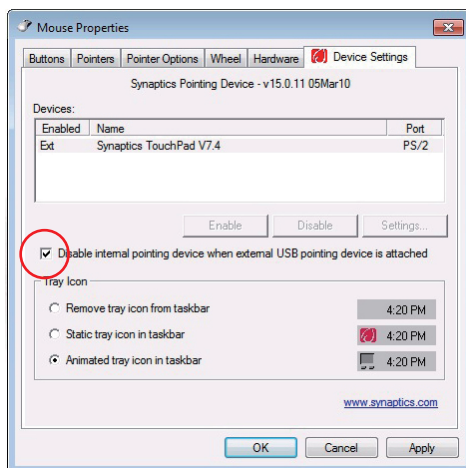 Mouse Properties
Buttons Pointers Pointer Options Wheel Hardware Device Settings
Synaptics Pointing Device - v15.0.11 05Mar10
Devices:
Enabled Name Port
Ext Synaptics TouchPad V7.4 PS/2
Enable Disable Settings...
Disable internal pointing device when external USB pointing device is attached
Tray Icon
Remove tray icon from taskbar 4:20 PM
Static tray icon in taskbar 4:20 PM
Animated tray icon in taskbar 4:20 PM
www.synaptics.com
OK Cancel Apply